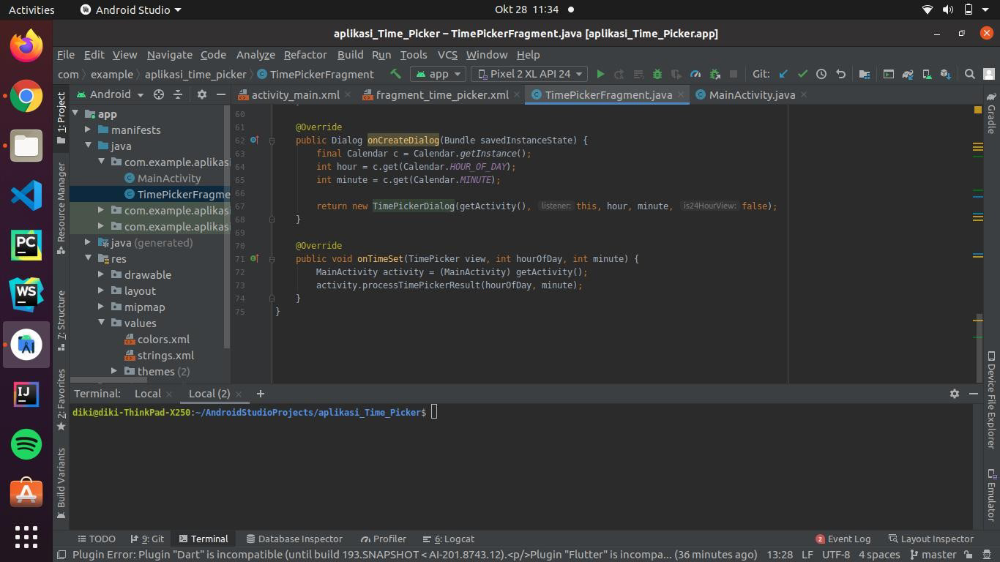 Activities
Android Studio
Okt 28 11:34
aplikasi_Time_Picker – TimePickerFragment.java [aplikasi_Time_Picker.app]
File Edit View Navigate Code Analyze Refactor Build Run Tools VCS Window Help
com example aplikasi_time_picker TimePickerFragment app Pixel 2 XL API 24 Git:
Android
activity_main.xml fragment_time_picker.xml TimePickerFragment.java MainActivity.java
1: Project
Resource Manager
7: Structure
2: Favorites
Build Variants
PC
WS
IJ
app
manifests
java
com.example.aplikasi
MainActivity
TimePickerFragme
com.example.aplikasi
com.example.aplikasi
java (generated)
res
drawable
layout
mipmap
values
colors.xml
strings.xml
themes (2)
60
61 @Override
62 public Dialog onCreateDialog(Bundle savedInstanceState) {
63 final Calendar c = Calendar.getInstance();
64 int hour = c.get(Calendar.HOUR_OF_DAY);
65 int minute = c.get(Calendar.MINUTE);
66
67 return new TimePickerDialog(getActivity(), listener: this, hour, minute, is24HourView: false);
68 }
69
70 @Override
71 public void onTimeSet(TimePicker view, int hourOfDay, int minute) {
72 MainActivity activity = (MainActivity) getActivity();
73 activity.processTimePickerResult(hourOfDay, minute);
74 }
75 }
Gradle
Device File Explorer
Emulator
Terminal: Local Local (2) +
diki@diki-ThinkPad-X250:~/AndroidStudioProjects/aplikasi_Time_Picker$
TODO 9: Git Terminal Database Inspector Profiler 6: Logcat 2 Event Log Layout Inspector
Plugin Error: Plugin "Dart" is incompatible (until build 193.SNAPSHOT < AI-201.8743.12).<p/>Plugin "Flutter" is incompa... (36 minutes ago) 13:28 LF UTF-8 4 spaces master